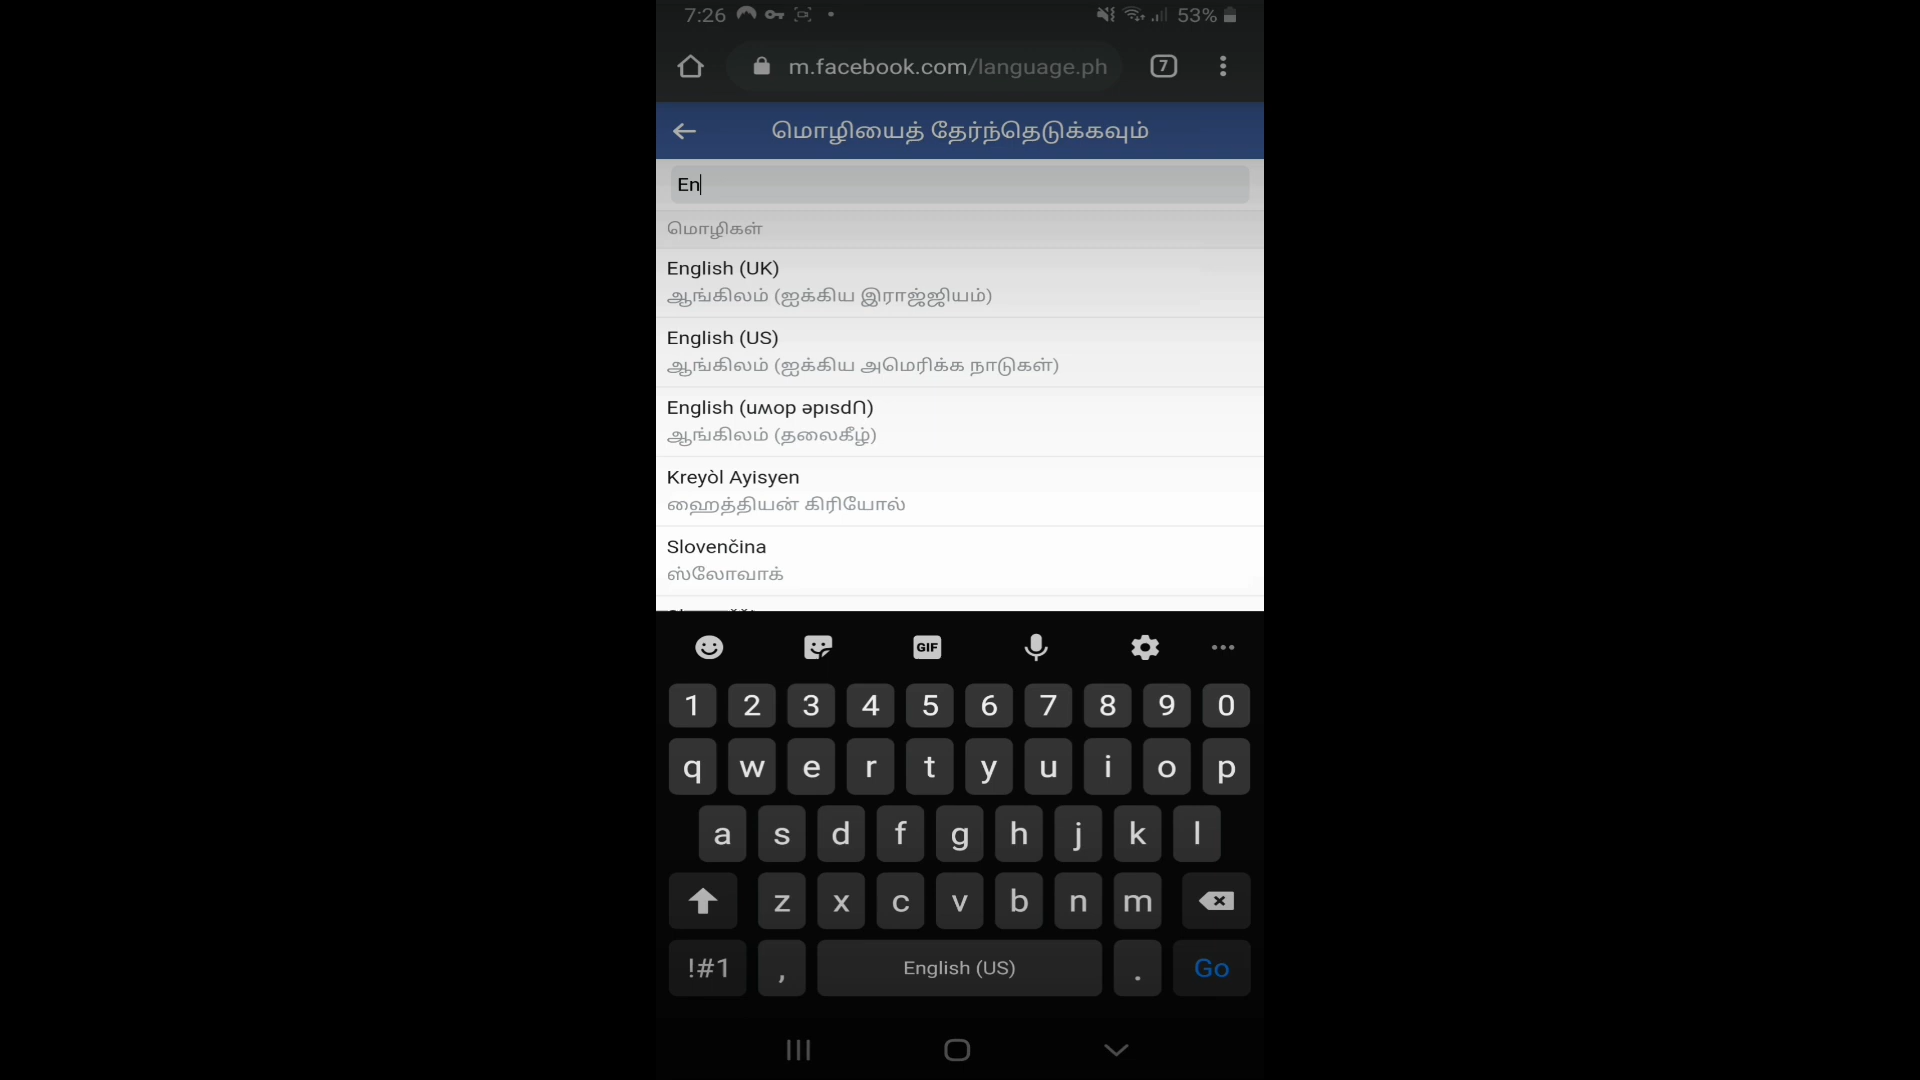 7:26 53%
m.facebook.com/language.ph 7
மொழியைத் தேர்ந்தெடுக்கவும்
En
மொழிகள்
English (UK)
ஆங்கிலம் (ஐக்கிய இராஜ்ஜியம்)
English (US)
ஆங்கிலம் (ஐக்கிய அமெரிக்க நாடுகள்)
English (uʍop ǝpısdՈ)
ஆங்கிலம் (தலைகீழ்)
Kreyòl Ayisyen
ஹைத்தியன் கிரியோல்
Slovenčina
ஸ்லோவாக்
GIF
1 2 3 4 5 6 7 8 9 0
q w e r t y u i o p
a s d f g h j k l
z x c v b n m
!#1 , English (US) . Go